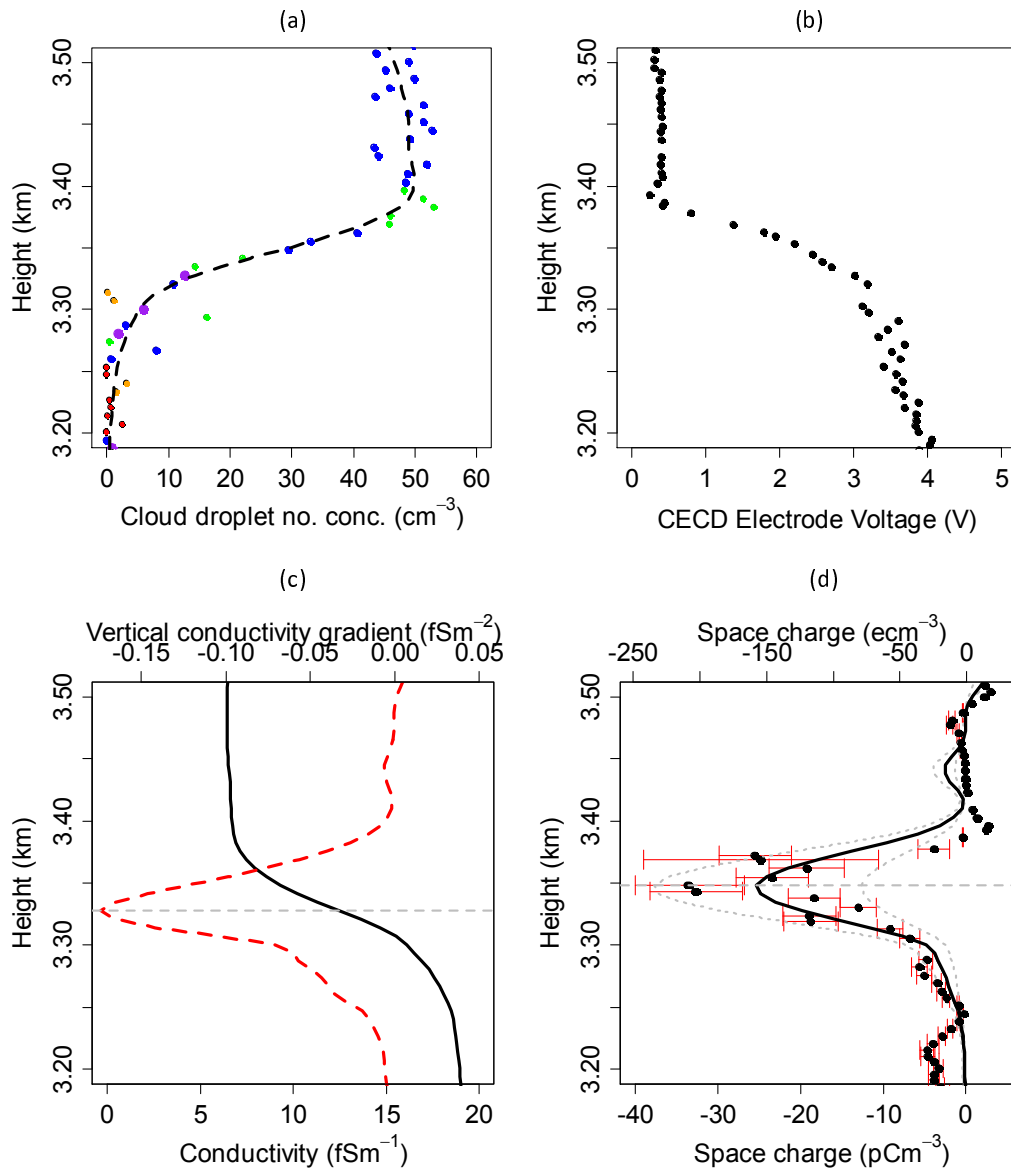 (a)
3.50
3.40
3.30
3.20
Height (km)
0 10 20 30 40 50 60
Cloud droplet no. conc. (cm−3)
(b)
3.50
3.40
3.30
3.20
Height (km)
0 1 2 3 4 5
CECD Electrode Voltage (V)
(c)
Vertical conductivity gradient (fSm−2)
-0.15 -0.10 -0.05 0.00 0.05
3.50
3.40
3.30
3.20
Height (km)
0 5 10 15 20
Conductivity (fSm−1)
(d)
Space charge (ecm−3)
-250 -150 -50 0
3.50
3.40
3.30
3.20
Height (km)
-40 -30 -20 -10 0
Space charge (pCm−3)